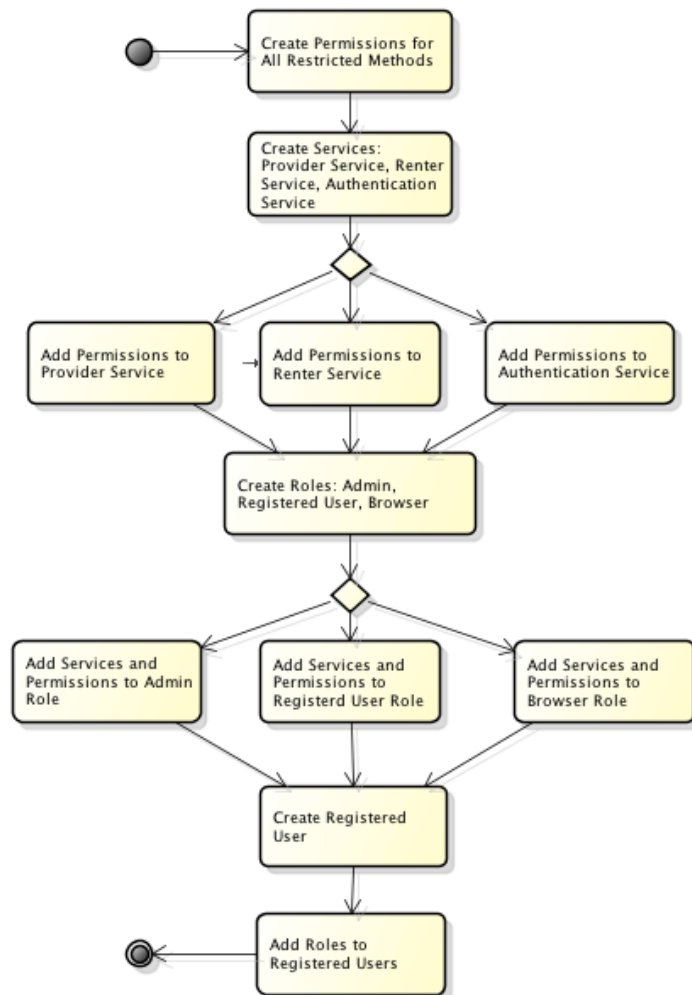 Create Permissions for
All Restricted Methods
Create Services:
Provider Service, Renter
Service, Authentication
Service
Add Permissions to
Provider Service
Add Permissions to
Renter Service
Add Permissions to
Authentication Service
Create Roles: Admin,
Registered User, Browser
Add Services and
Permissions to Admin
Role
Add Services and
Permissions to
Registerd User Role
Add Services and
Permissions to
Browser Role
Create Registered
User
Add Roles to
Registered Users